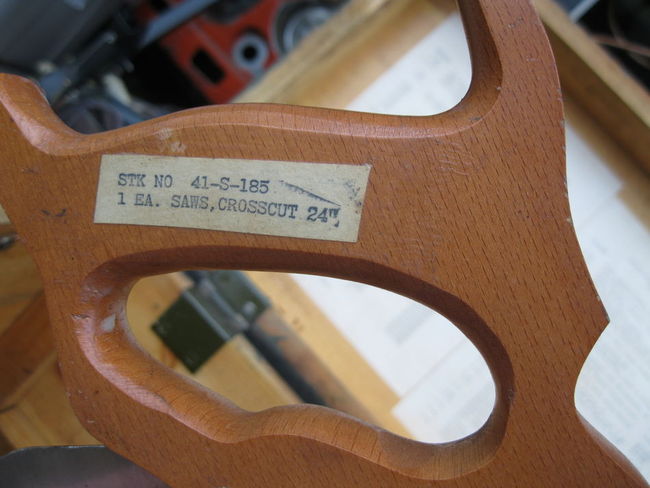 STK NO 41-S-185
1 EA. SAWS,CROSSCUT 24"